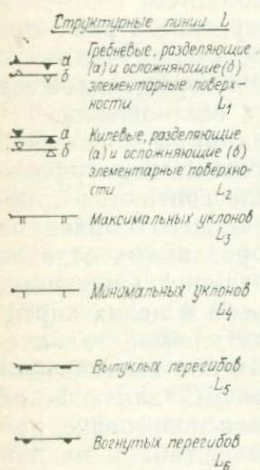 Структурные линии L
Гребневые, разделяющие
а (а) и осложняющие (б)
б элементарные поверх-
ности
L₁
Килевые, разделяющие
а (а) и осложняющие (б)
б элементарные поверхно-
сти
L₂
Максимальных уклонов
L₃
Минимальных уклонов
L₄
Выпуклых перегибов
L₅
Вогнутых перегибов
L₆